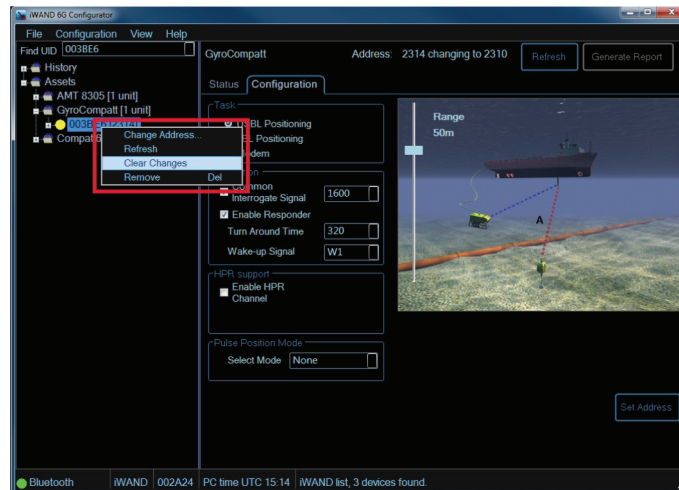 iWAND 6G Configurator
File Configuration View Help
Find UID 003BE6
History
Assets
AMT 8305 [1 unit]
GyroCompatt [1 unit]
003BE6 [2314]
Change Address...
Refresh
Clear Changes
Remove Del
GyroCompatt Address: 2314 changing to 2310 Refresh Generate Report
Status Configuration
Task
USBL Positioning
Positioning
Common
Interrogate Signal 1600
Enable Responder
Turn Around Time 320
Wake-up Signal W1
HPR support
Enable HPR
Channel
Pulse Position Mode
Select Mode None
Range
50m
A
Set Address
Bluetooth iWAND 002A24 PC time UTC 15:14 iWAND list, 3 devices found.